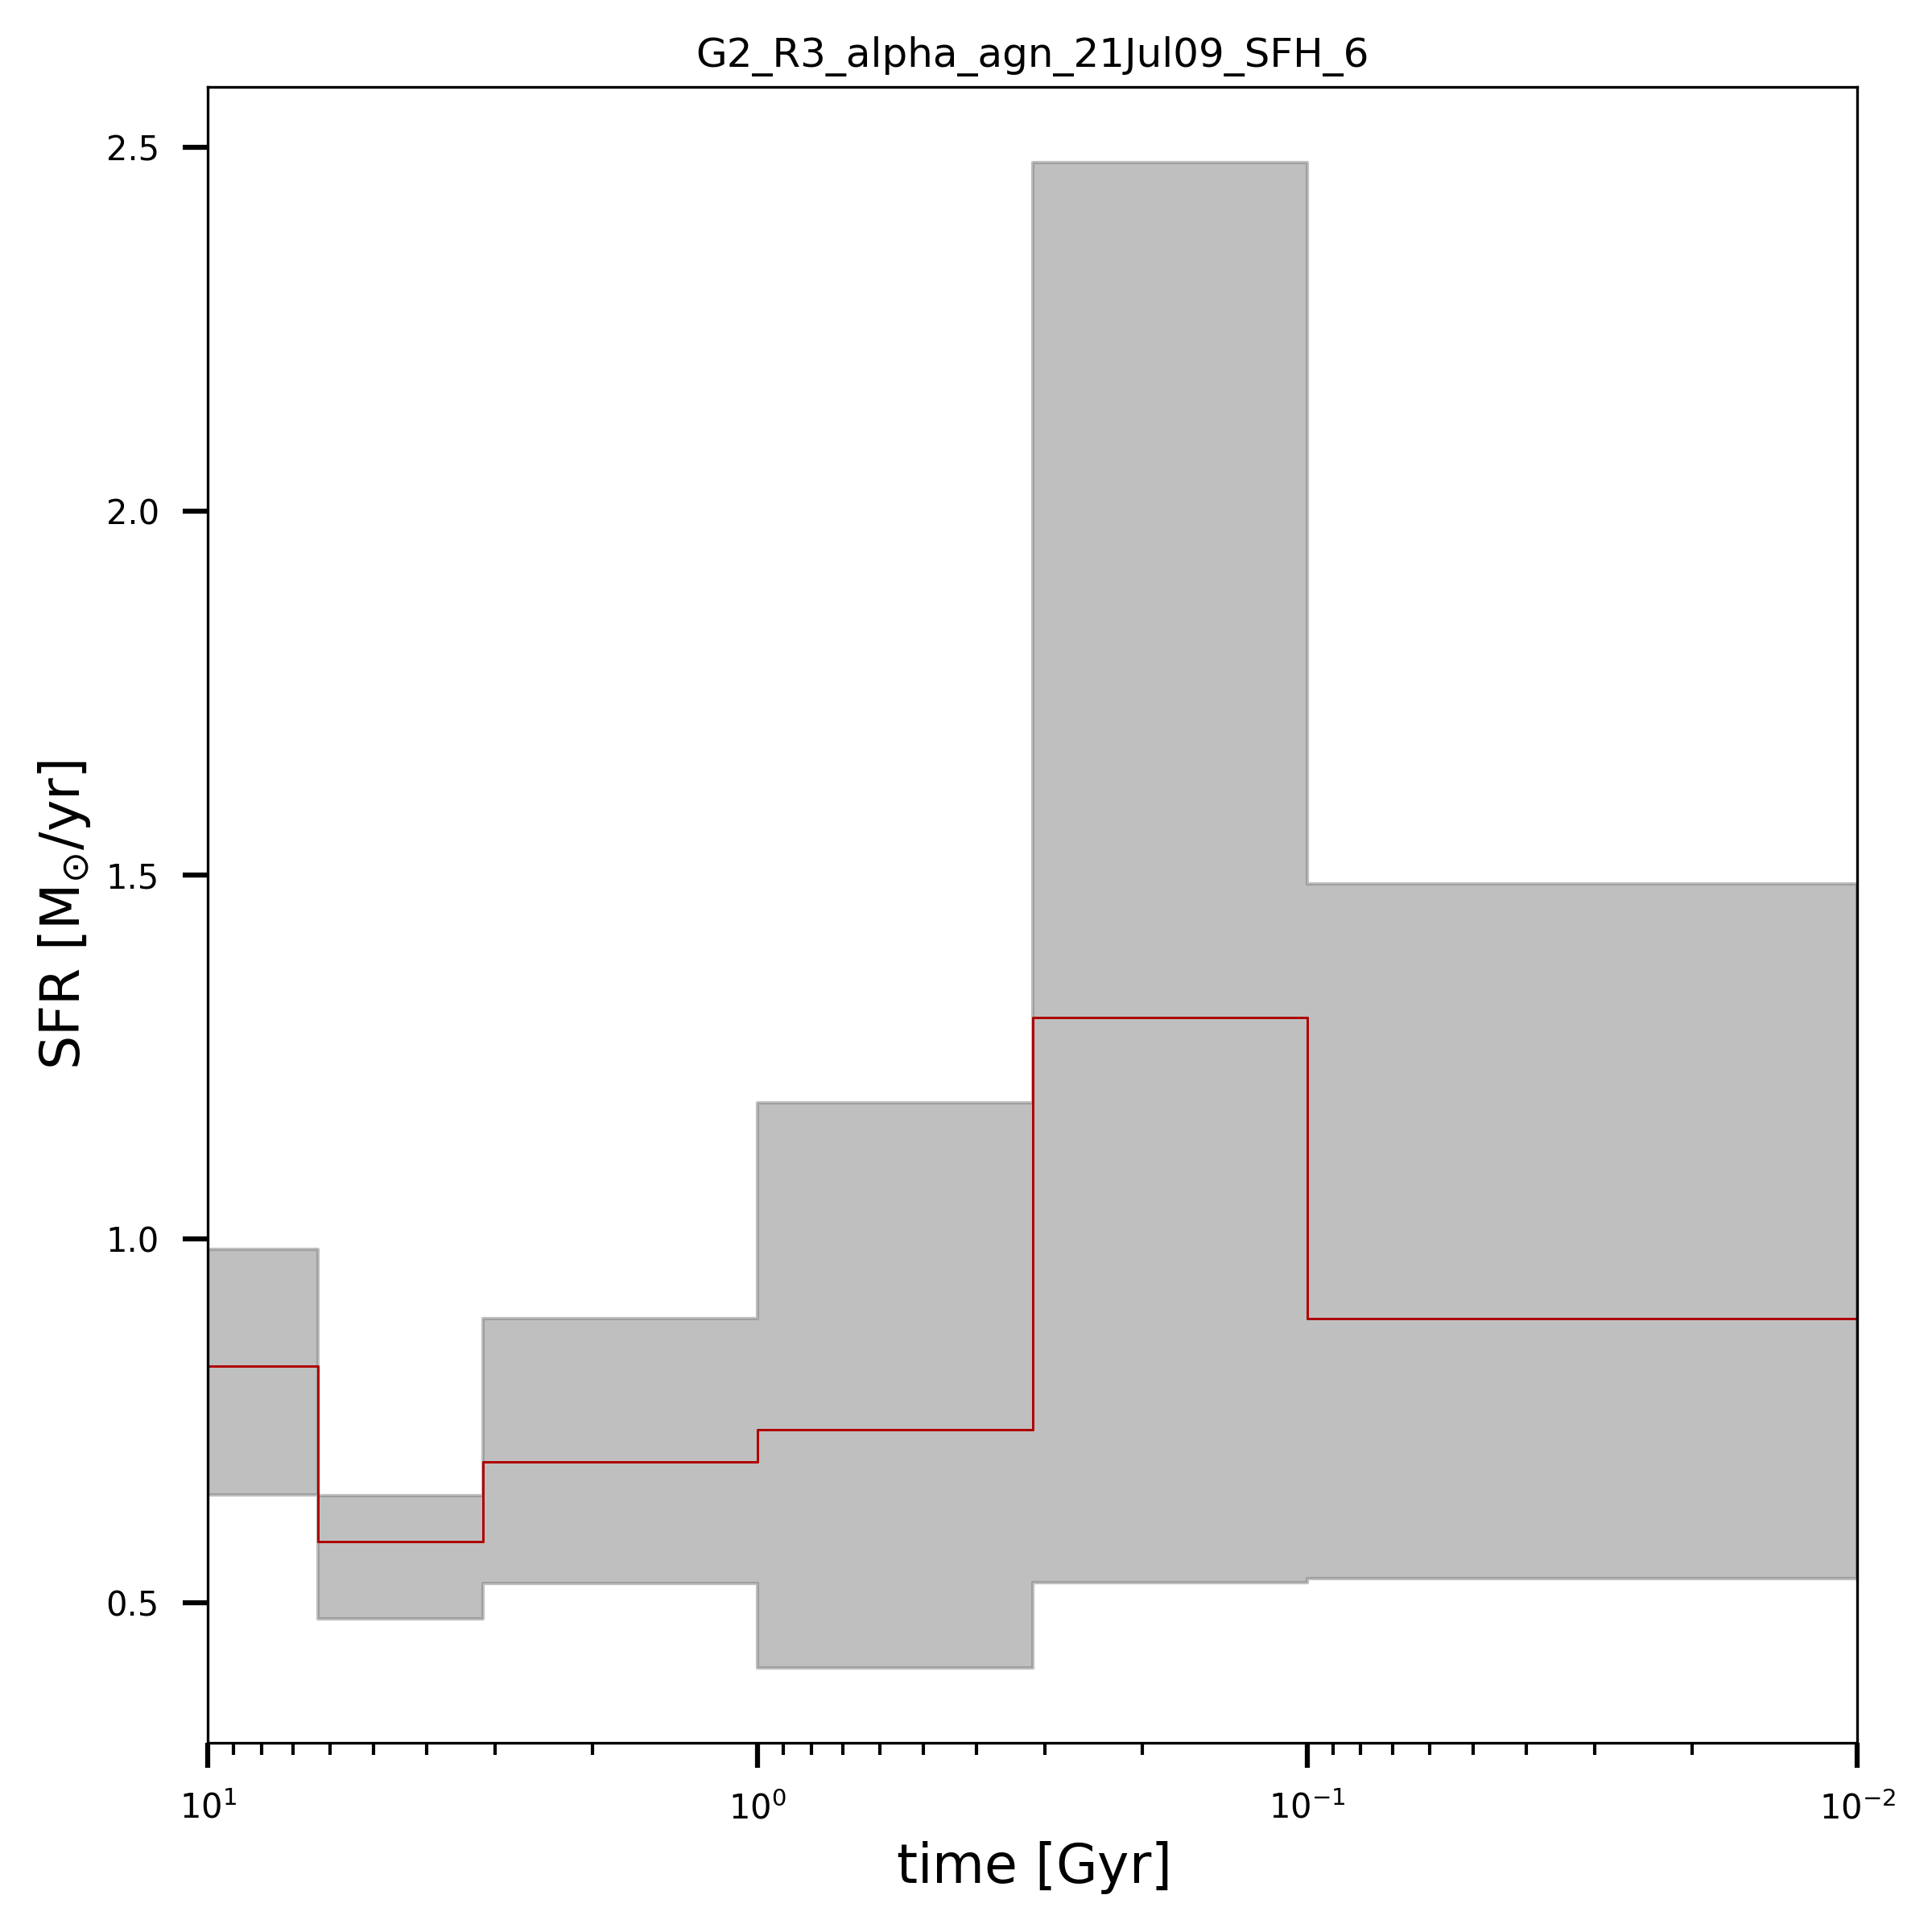 G2_R3_alpha_agn_21Jul09_SFH_6
SFR [M⊙/yr]
2.5
2.0
1.5
1.0
0.5
10¹ 10⁰ 10⁻¹ 10⁻²
time [Gyr]